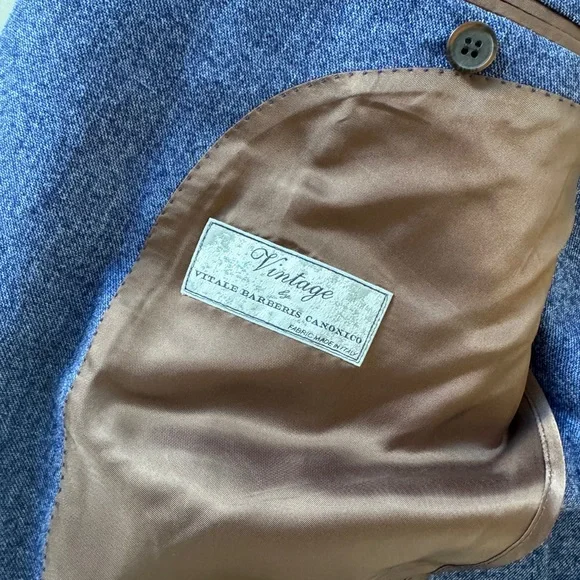 Vintage
by
VITALE BARBERIS CANONICO
FABRIC MADE IN ITALY